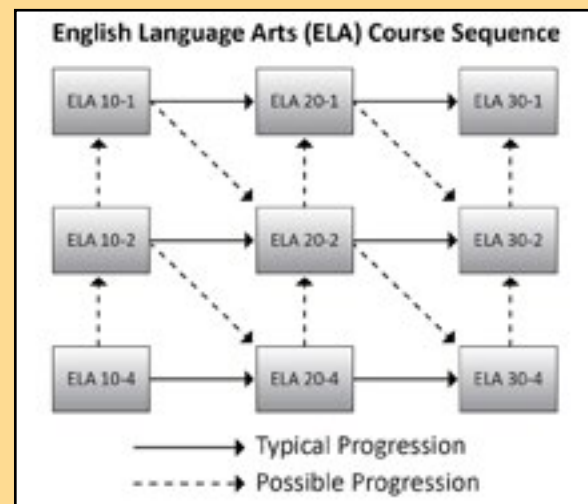 English Language Arts (ELA) Course Sequence
ELA 10-1 ELA 20-1 ELA 30-1
ELA 10-2 ELA 20-2 ELA 30-2
ELA 10-4 ELA 20-4 ELA 30-4
Typical Progression
Possible Progression